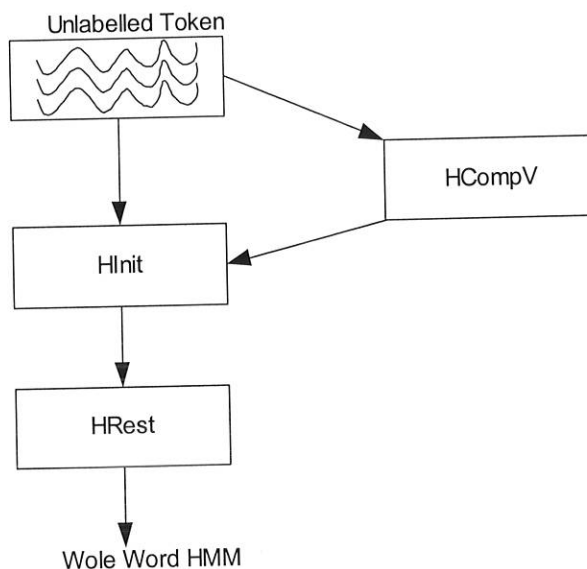 Unlabelled Token
HCompV
HInit
HRest
Wole Word HMM